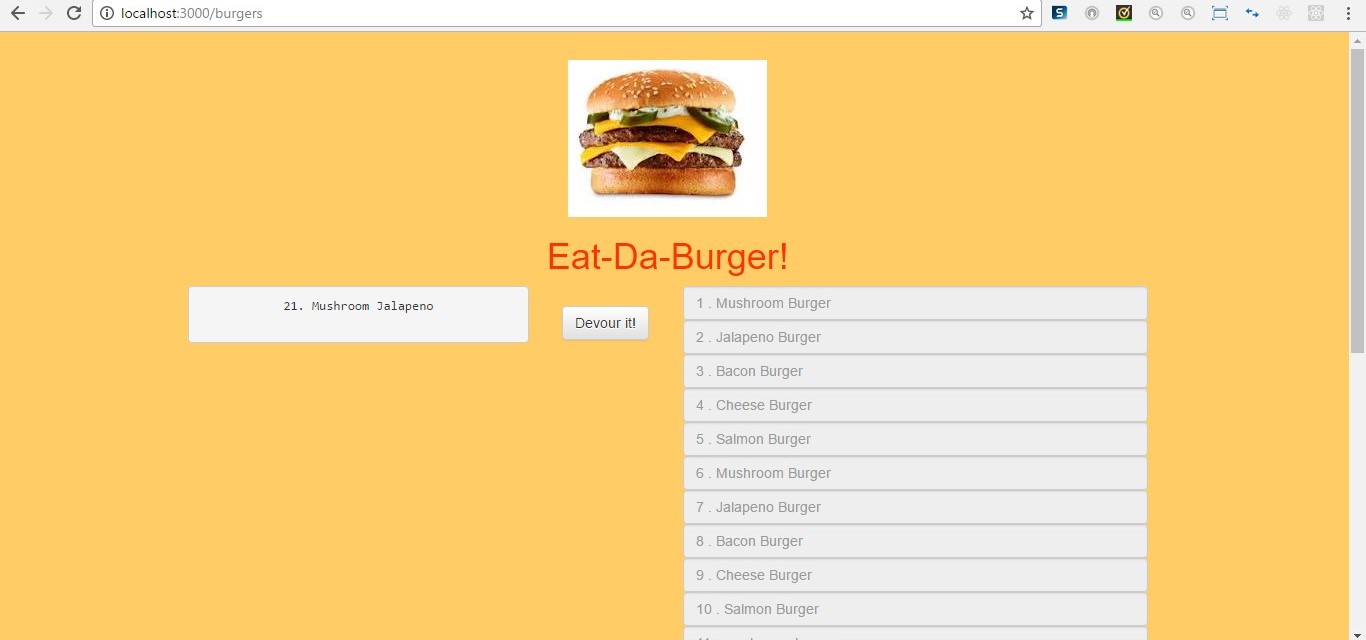 localhost:3000/burgers
Eat-Da-Burger!
21. Mushroom Jalapeno
Devour it!
1 . Mushroom Burger
2 . Jalapeno Burger
3 . Bacon Burger
4 . Cheese Burger
5 . Salmon Burger
6 . Mushroom Burger
7 . Jalapeno Burger
8 . Bacon Burger
9 . Cheese Burger
10 . Salmon Burger